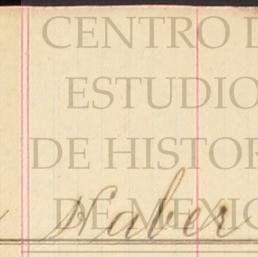 CENTRO D
ESTUDIO
DE HISTOR
DE MEXIC
Haber